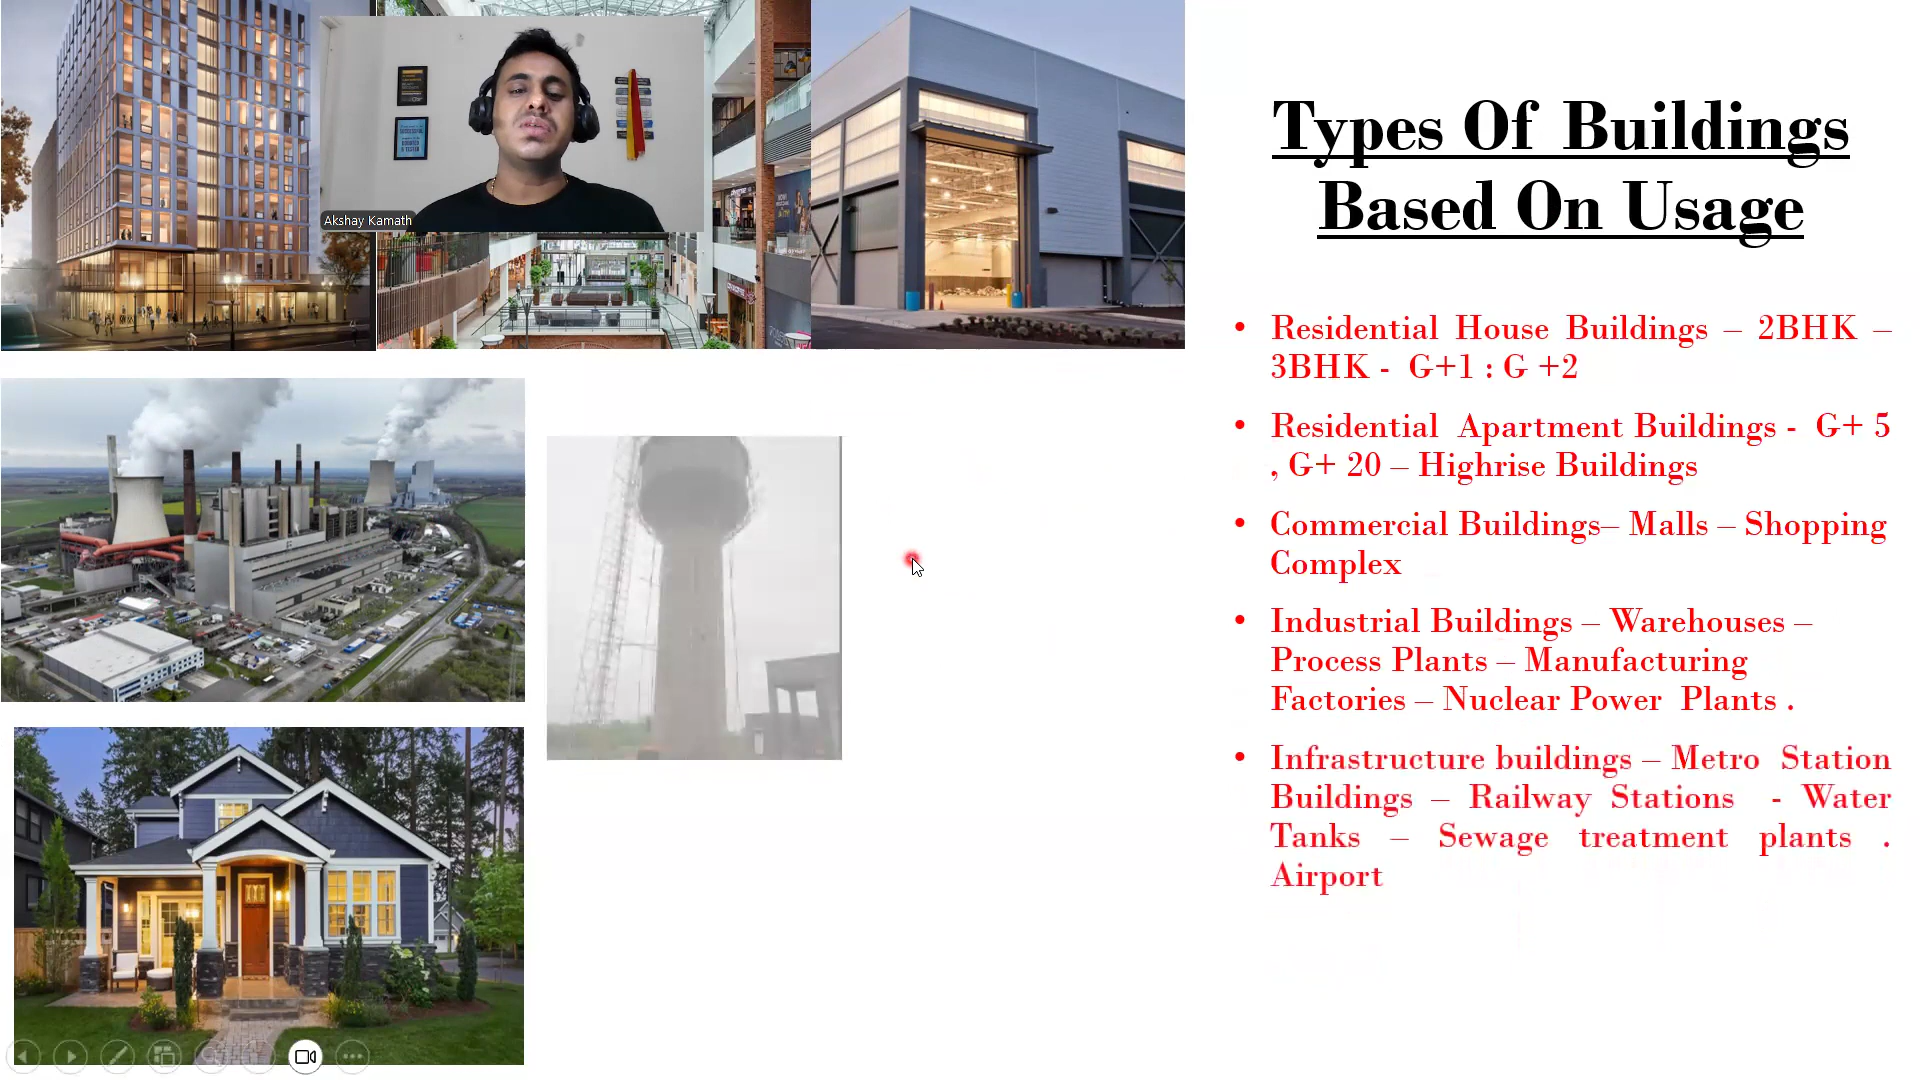 Akshay Kamath
Types Of Buildings
Based On Usage
• Residential House Buildings – 2BHK –
3BHK - G+1 : G +2
• Residential Apartment Buildings - G+ 5
, G+ 20 – Highrise Buildings
• Commercial Buildings– Malls – Shopping
Complex
• Industrial Buildings – Warehouses –
Process Plants – Manufacturing
Factories – Nuclear Power Plants .
• Infrastructure buildings – Metro Station
Buildings – Railway Stations - Water
Tanks – Sewage treatment plants .
Airport